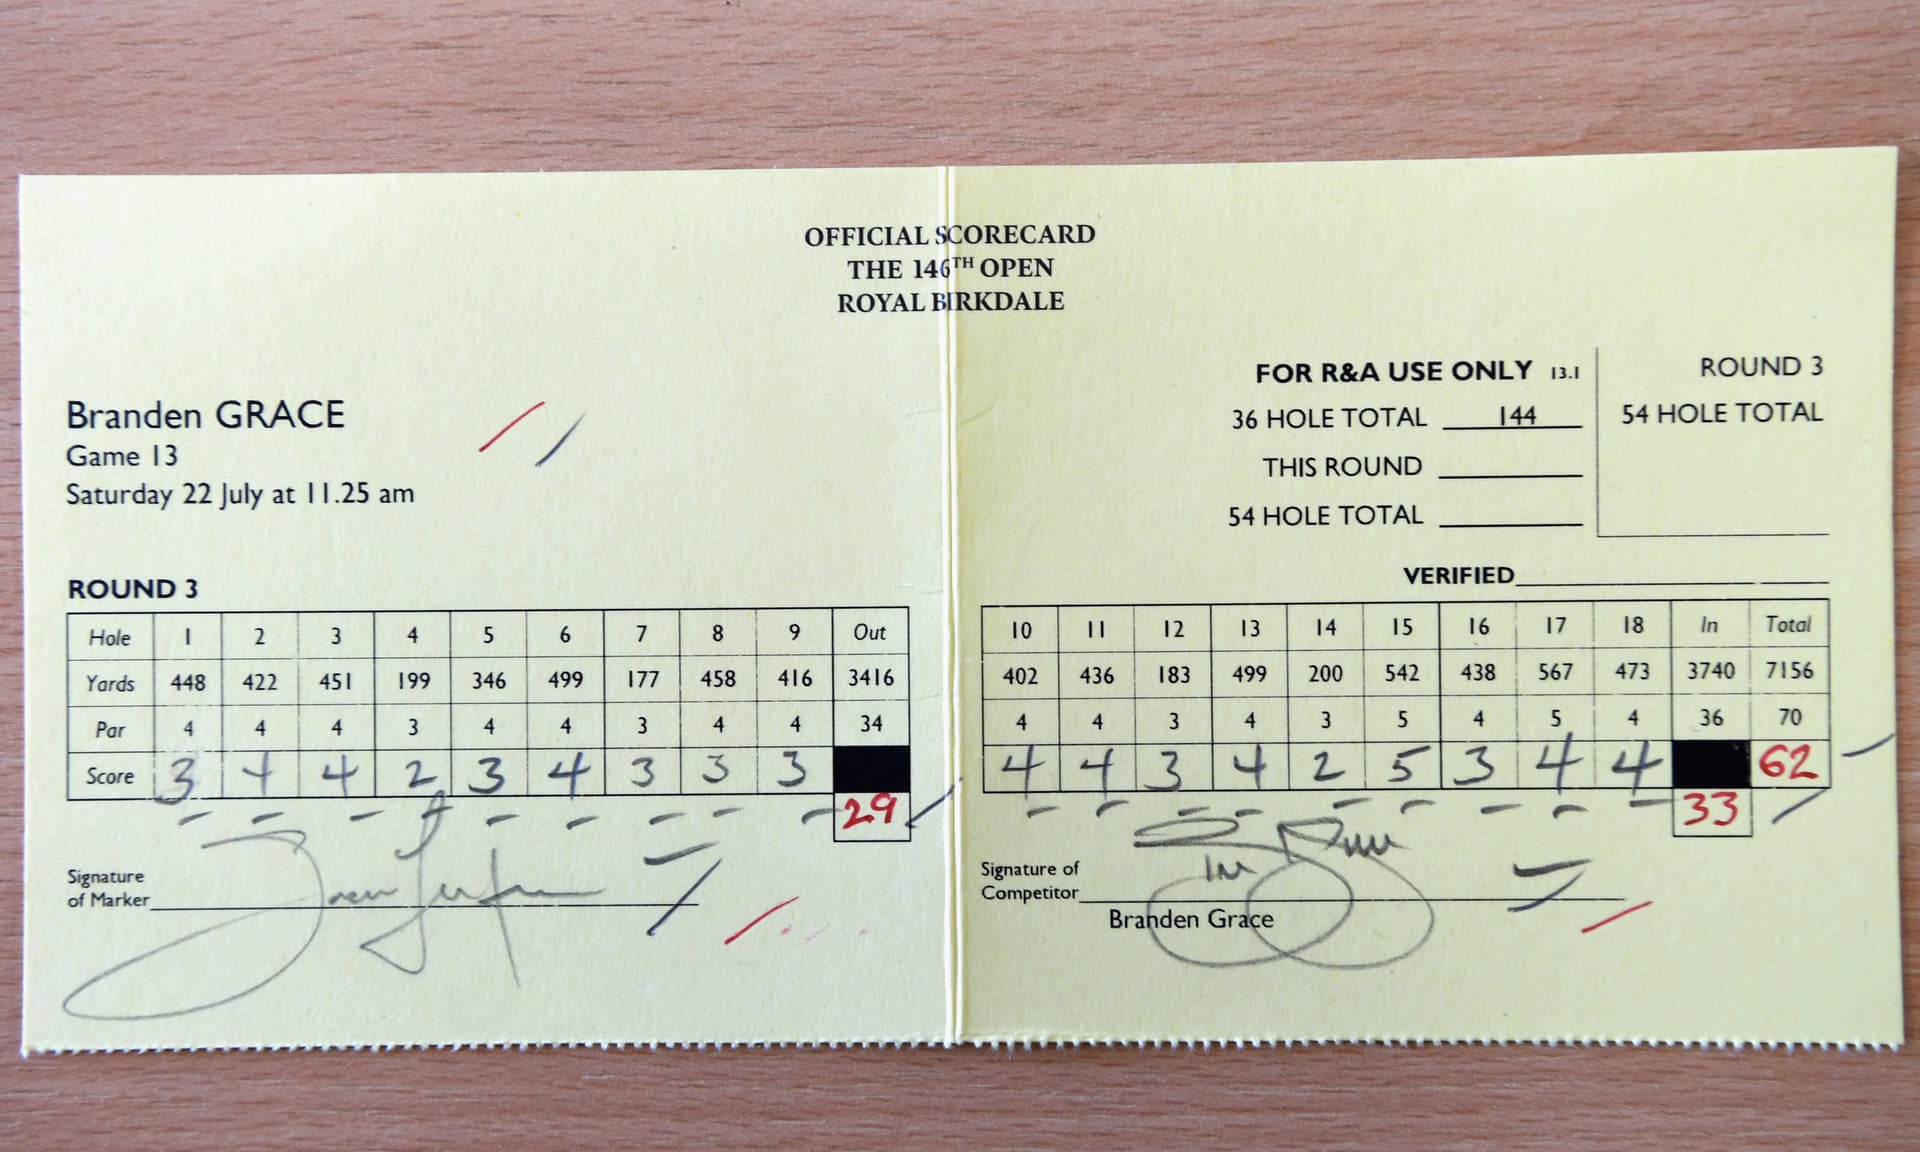 OFFICIAL SCORECARD
THE 146TH OPEN
ROYAL BIRKDALE
Branden GRACE
Game 13
Saturday 22 July at 11.25 am
FOR R&A USE ONLY 13.1
36 HOLE TOTAL 144
THIS ROUND
54 HOLE TOTAL
ROUND 3
54 HOLE TOTAL
VERIFIED
ROUND 3
Hole 1 2 3 4 5 6 7 8 9 Out
Yards 448 422 451 199 346 499 177 458 416 3416
Par 4 4 4 3 4 4 3 4 4 34
Score 3 4 4 2 3 4 3 3 3
29
10 11 12 13 14 15 16 17 18 In Total
402 436 183 499 200 542 438 567 473 3740 7156
4 4 3 4 3 5 4 5 4 36 70
4 4 3 4 2 5 3 4 4 62
33
Signature
of Marker
Signature of
Competitor
Branden Grace